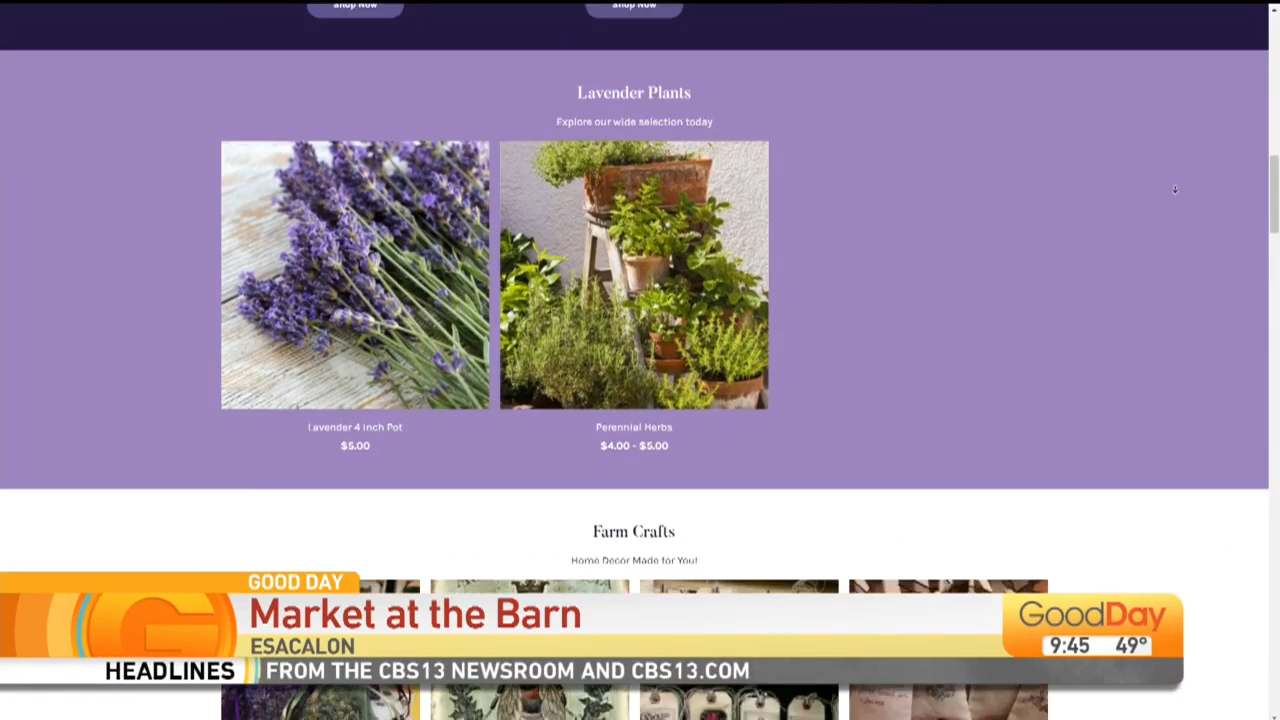 Shop Now
Shop Now
Lavender Plants
Explore our wide selection today
Lavender 4 inch Pot
$5.00
Perennial Herbs
$4.00 - $5.00
Farm Crafts
Home Decor Made for You!
GOOD DAY
Market at the Barn
ESACALON
GoodDay
9:45 49°
HEADLINES FROM THE CBS13 NEWSROOM AND CBS13.COM